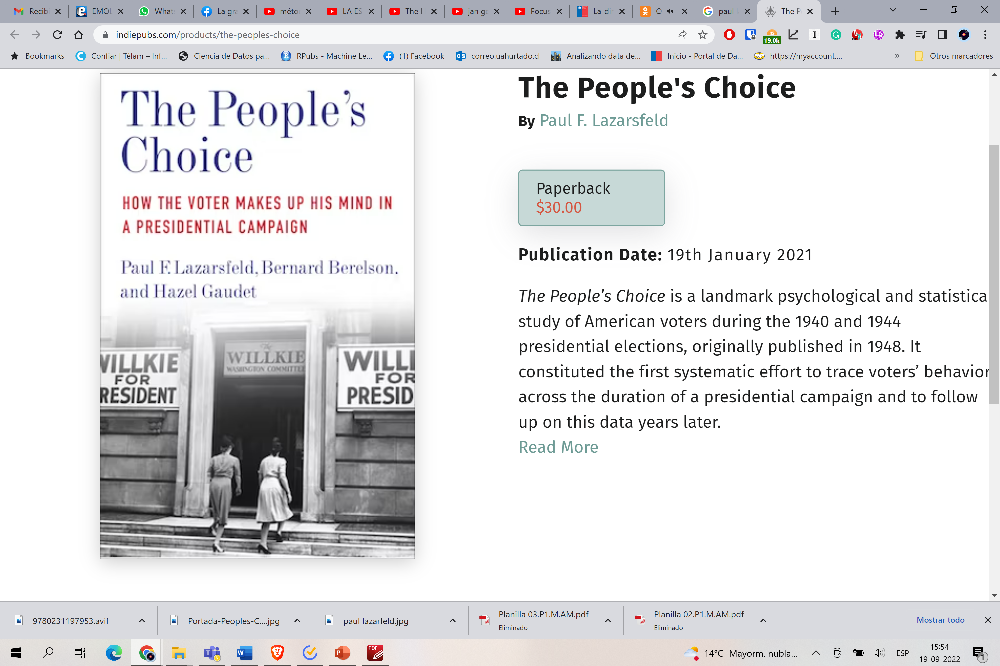 Recib
EMOL
What
La gra
méto
LA ES
The H
jan ge
Focus
La-di
O
paul l
The P
indiepubs.com/products/the-peoples-choice
19.0k
Bookmarks
Confiar | Télam – Inf...
Ciencia de Datos pa...
RPubs - Machine Le...
(1) Facebook
correo.uahurtado.cl
Analizando data de...
Inicio - Portal de Da...
https://myaccount....
»
Otros marcadores
The People's
Choice
HOW THE VOTER MAKES UP HIS MIND IN
A PRESIDENTIAL CAMPAIGN
Paul F. Lazarsfeld, Bernard Berelson,
and Hazel Gaudet
WILLKIE
FOR
RESIDENT
The
WILLKIE
WASHINGTON COMMITTEE
WILL
FOR
PRESID
The People's Choice
By Paul F. Lazarsfeld
Paperback
$30.00
Publication Date: 19th January 2021
The People’s Choice is a landmark psychological and statistica
study of American voters during the 1940 and 1944
presidential elections, originally published in 1948. It
constituted the first systematic effort to trace voters’ behavior
across the duration of a presidential campaign and to follow
up on this data years later.
Read More
9780231197953.avif
Portada-Peoples-C....jpg
paul lazarfeld.jpg
Planilla 03.P1.M.AM.pdf
Eliminado
Planilla 02.P1.M.AM.pdf
Eliminado
Mostrar todo
PDF
14°C Mayorm. nubla...
ESP
15:54
19-09-2022
1